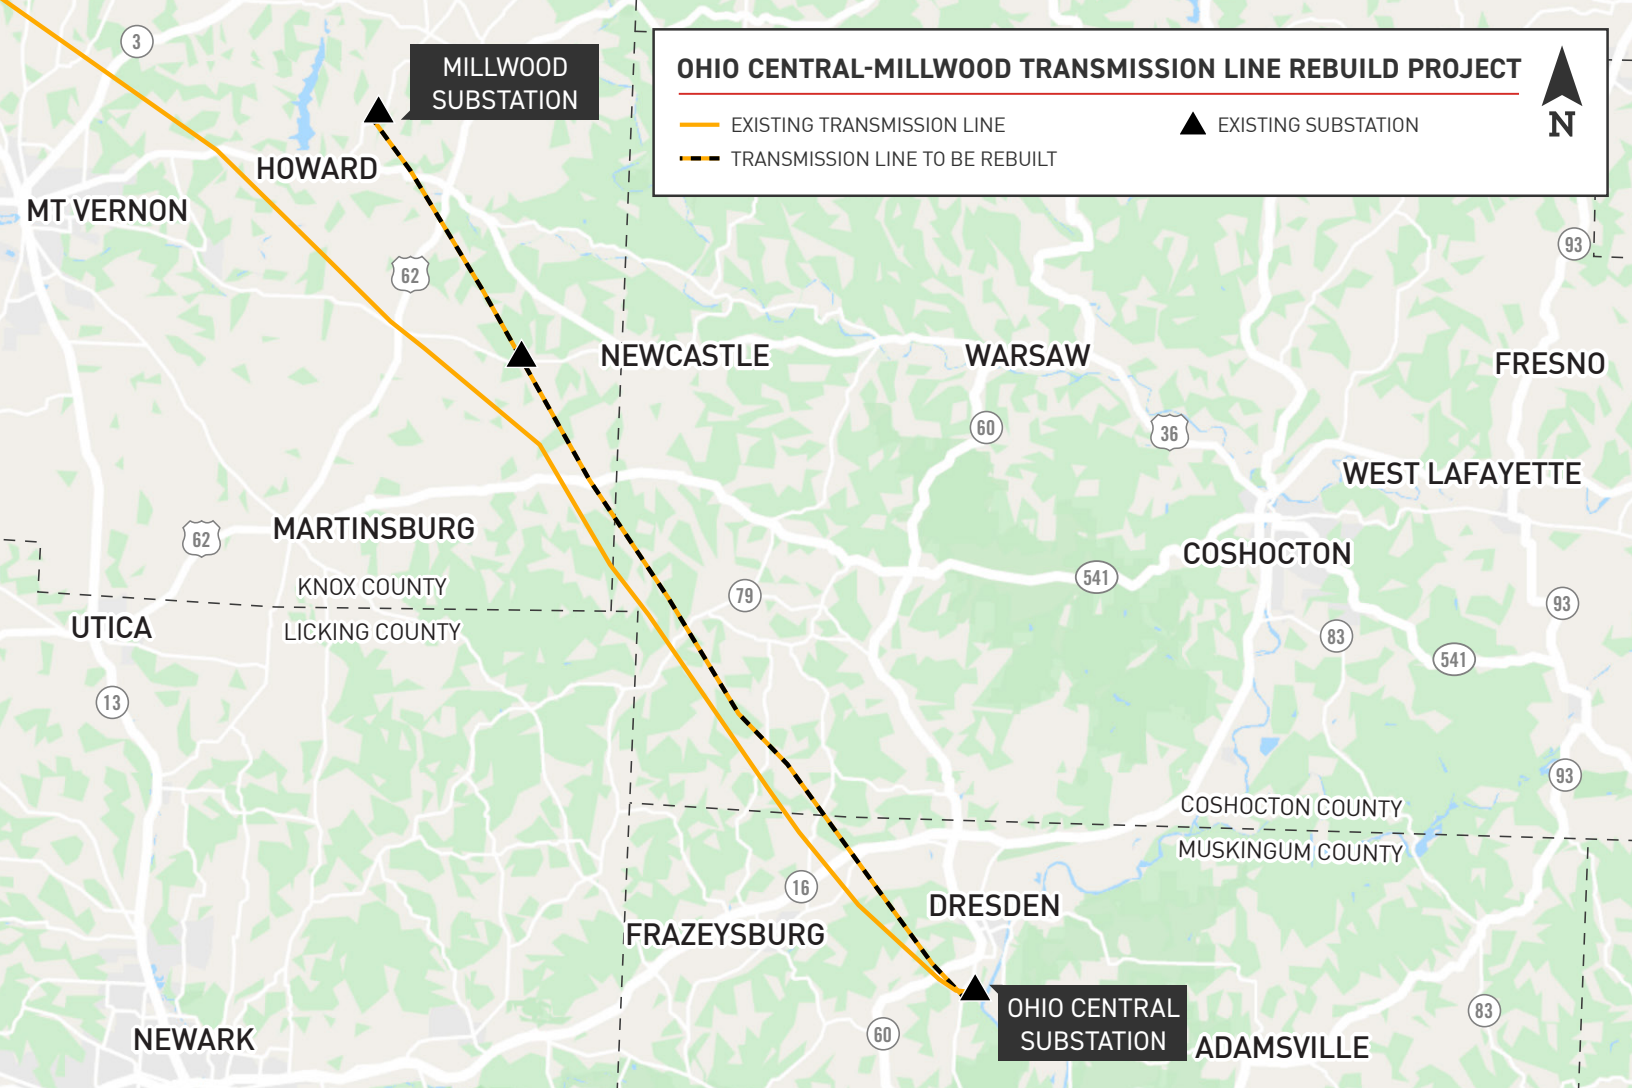 3
MILLWOOD
SUBSTATION
OHIO CENTRAL-MILLWOOD TRANSMISSION LINE REBUILD PROJECT
EXISTING TRANSMISSION LINE
EXISTING SUBSTATION
TRANSMISSION LINE TO BE REBUILT
N
HOWARD
MT VERNON
93
62
NEWCASTLE
WARSAW
FRESNO
60
36
WEST LAFAYETTE
MARTINSBURG
62
COSHOCTON
KNOX COUNTY
541
79
93
LICKING COUNTY
UTICA
83
541
13
93
COSHOCTON COUNTY
MUSKINGUM COUNTY
16
DRESDEN
FRAZEYSBURG
OHIO CENTRAL
SUBSTATION
83
60
NEWARK
ADAMSVILLE